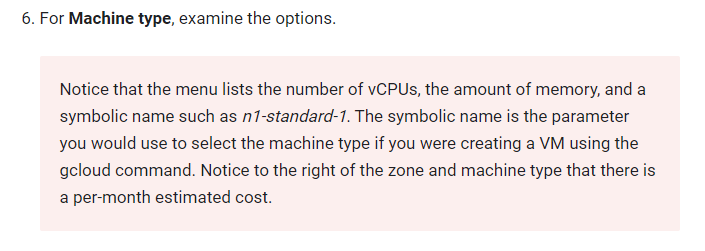 6. For Machine type, examine the options.
Notice that the menu lists the number of vCPUs, the amount of memory, and a
symbolic name such as n1-standard-1. The symbolic name is the parameter
you would use to select the machine type if you were creating a VM using the
gcloud command. Notice to the right of the zone and machine type that there is
a per-month estimated cost.